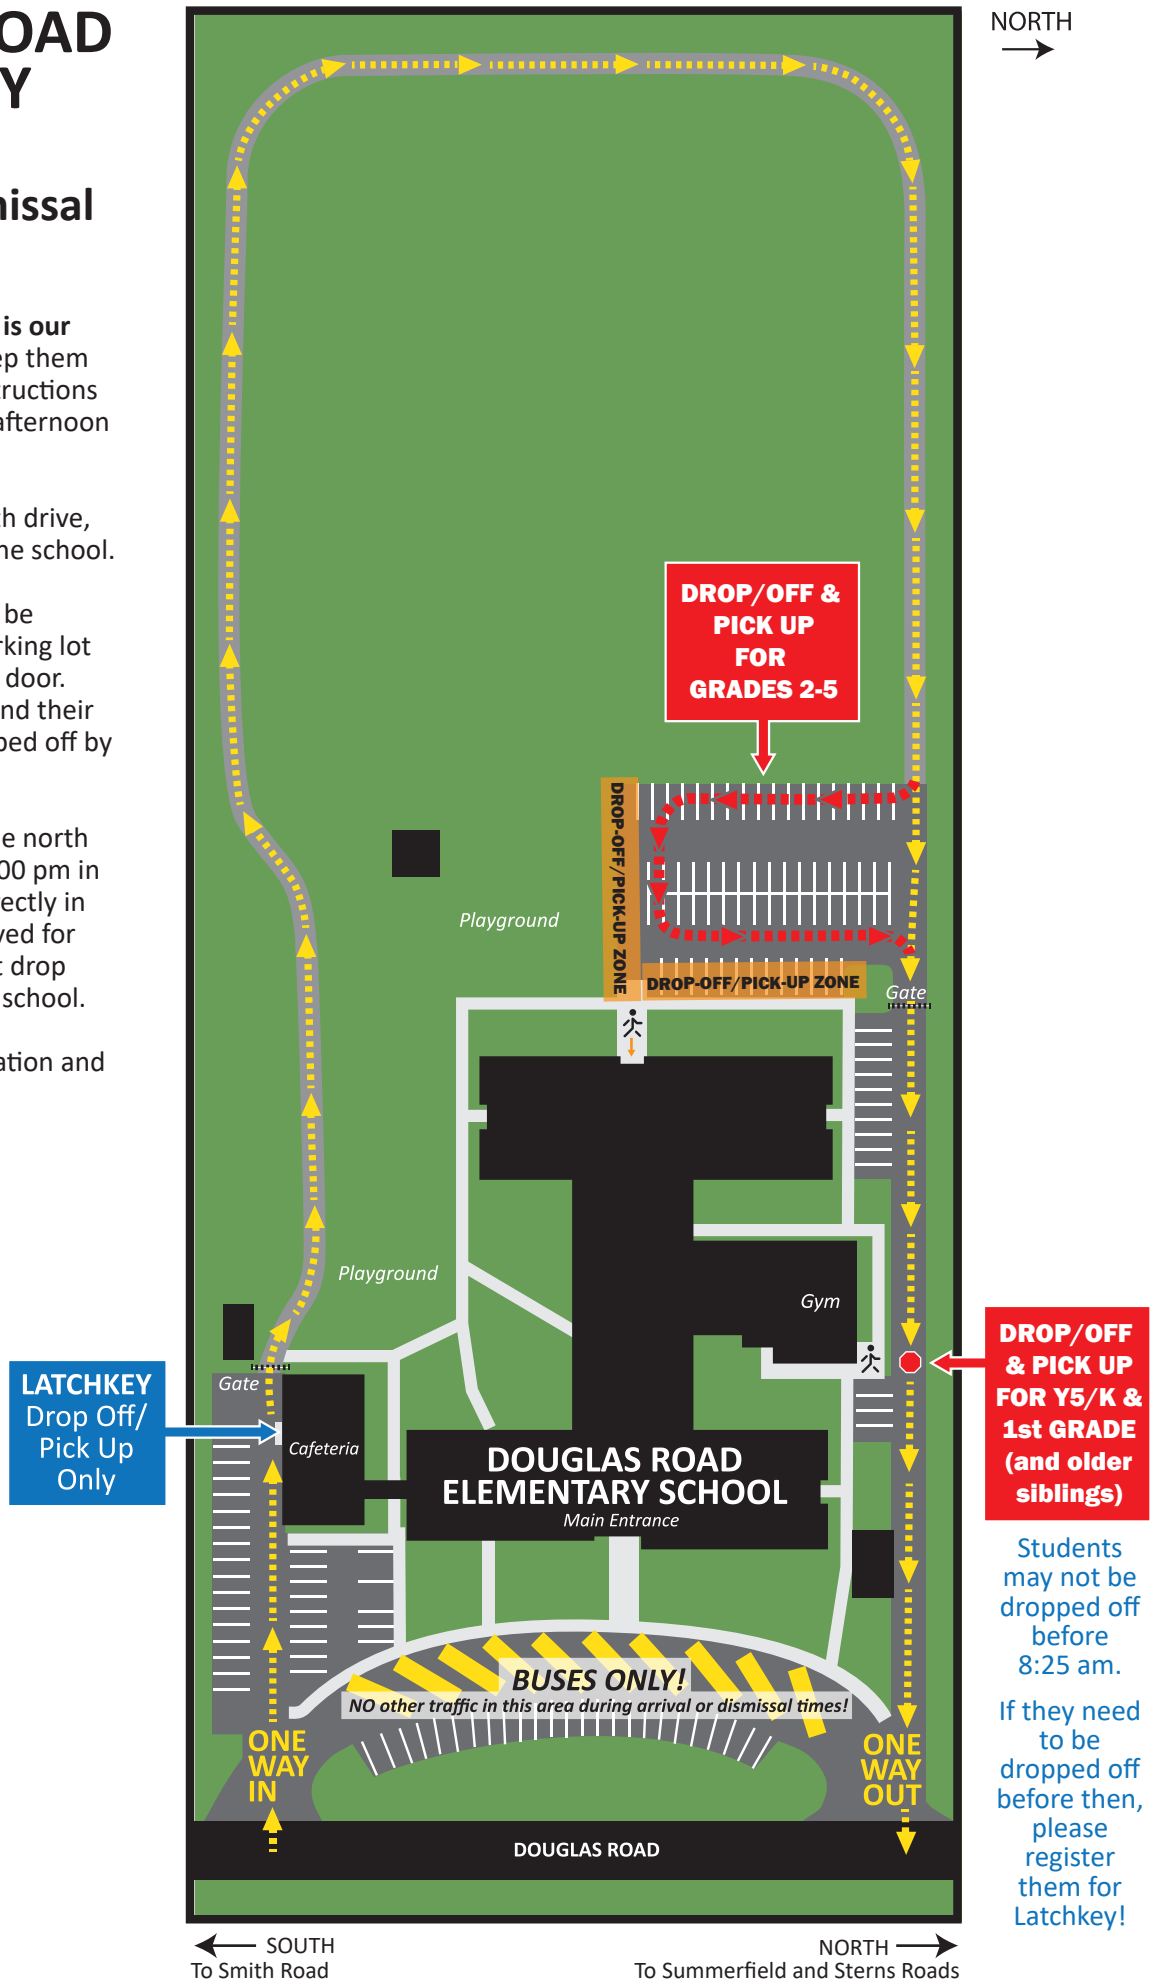 OAD
Y
nissal
is our
ep them
tructions
afternoon
th drive,
he school.
be
rking lot
door.
nd their
ped off by
e north
00 pm in
ectly in
ved for
t drop
school.
ation and
NORTH
DROP/OFF &
PICK UP
FOR
GRADES 2-5
DROP-OFF/PICK-UP ZONE
DROP-OFF/PICK-UP ZONE
Playground
Gate
Playground
Gym
Gate
LATCHKEY
Drop Off/
Pick Up
Only
Cafeteria
DOUGLAS ROAD
ELEMENTARY SCHOOL
Main Entrance
DROP/OFF
& PICK UP
FOR Y5/K &
1st GRADE
(and older
siblings)
Students
may not be
dropped off
before
8:25 am.
If they need
to be
dropped off
before then,
please
register
them for
Latchkey!
BUSES ONLY!
NO other traffic in this area during arrival or dismissal times!
ONE
WAY
IN
ONE
WAY
OUT
DOUGLAS ROAD
SOUTH
To Smith Road
NORTH
To Summerfield and Sterns Roads